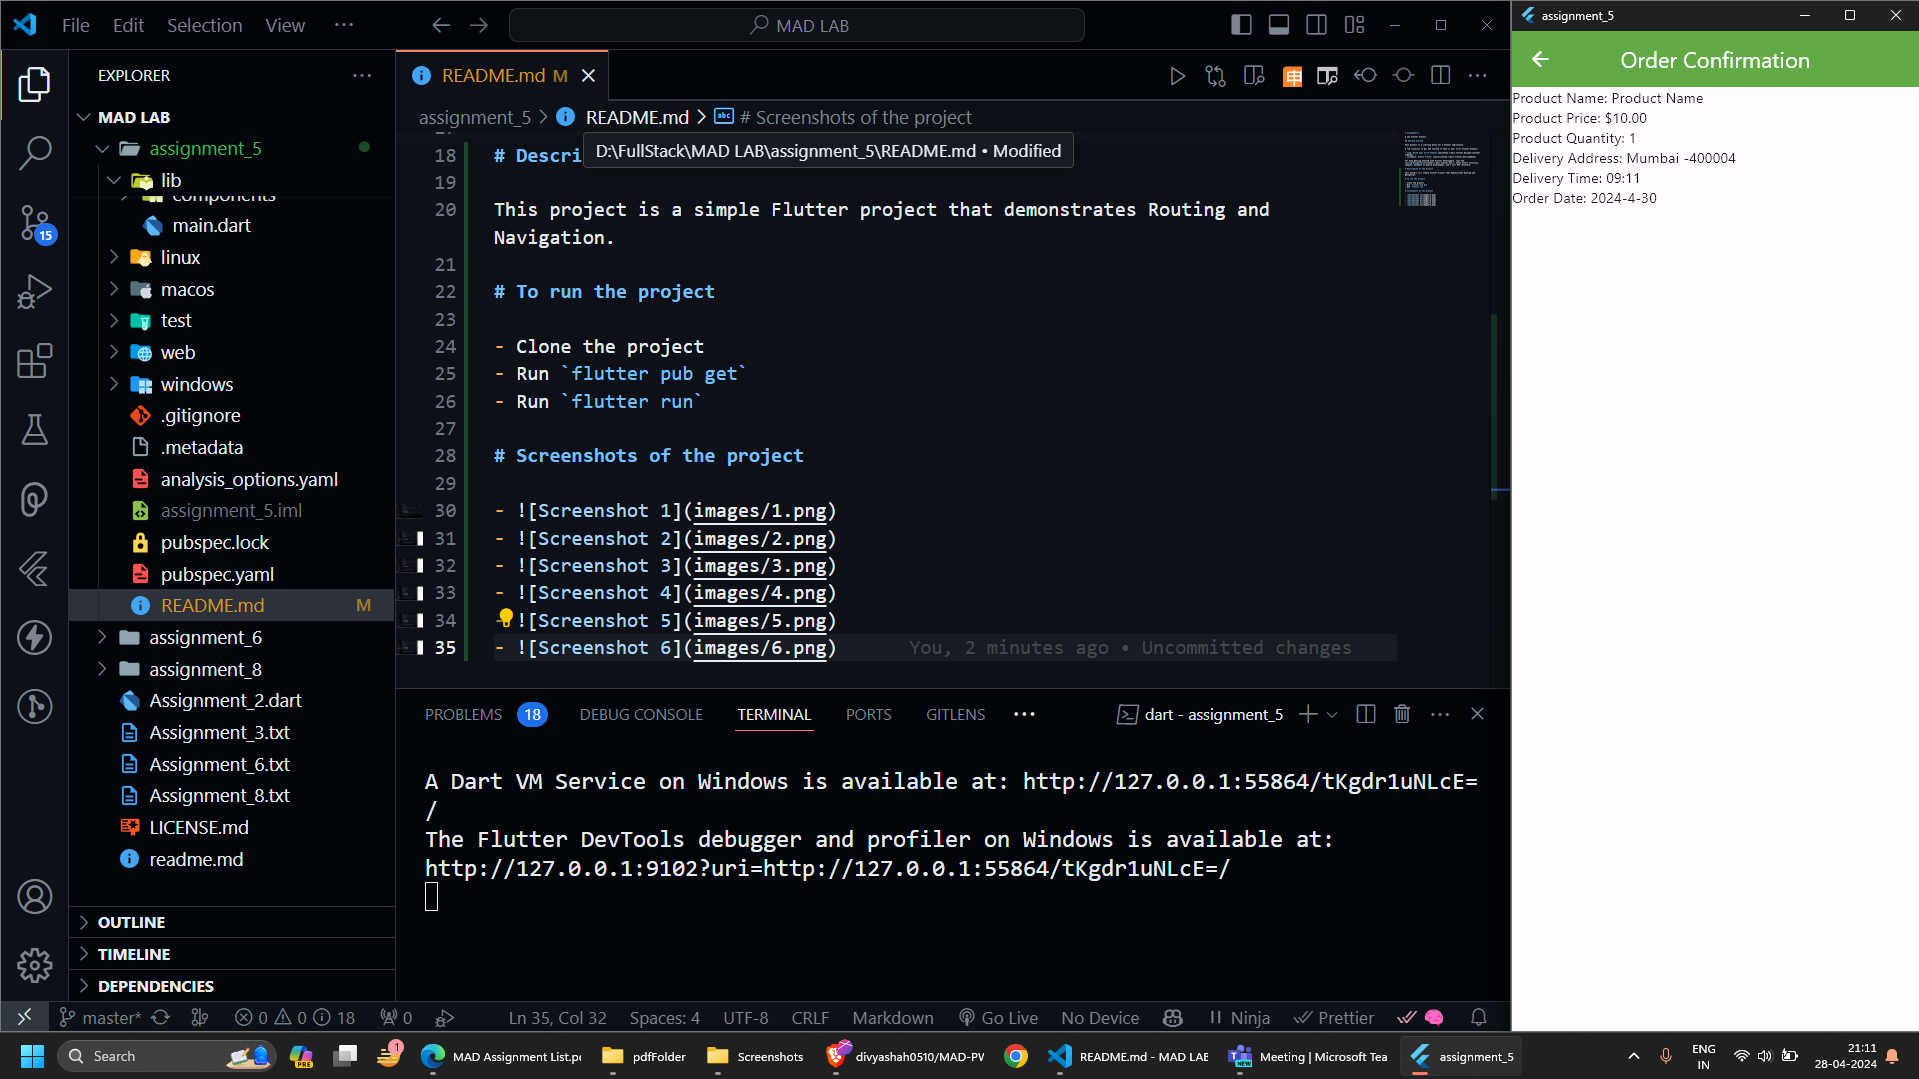 File Edit Selection View ···
MAD LAB
EXPLORER
MAD LAB
assignment_5
lib
components
main.dart
linux
macos
test
web
windows
.gitignore
.metadata
analysis_options.yaml
assignment_5.iml
pubspec.lock
pubspec.yaml
README.md M
assignment_6
assignment_8
Assignment_2.dart
Assignment_3.txt
Assignment_6.txt
Assignment_8.txt
LICENSE.md
readme.md
OUTLINE
TIMELINE
DEPENDENCIES
15
README.md M
assignment_5 > README.md > # Screenshots of the project
D:\FullStack\MAD LAB\assignment_5\README.md • Modified
18 # Descri
19
20 This project is a simple Flutter project that demonstrates Routing and
Navigation.
21
22 # To run the project
23
24 - Clone the project
25 - Run `flutter pub get`
26 - Run `flutter run`
27
28 # Screenshots of the project
29
30 - ![Screenshot 1](images/1.png)
31 - ![Screenshot 2](images/2.png)
32 - ![Screenshot 3](images/3.png)
33 - ![Screenshot 4](images/4.png)
34 - ![Screenshot 5](images/5.png)
35 - ![Screenshot 6](images/6.png) You, 2 minutes ago • Uncommitted changes
PROBLEMS 18 DEBUG CONSOLE TERMINAL PORTS GITLENS ··· dart - assignment_5
A Dart VM Service on Windows is available at: http://127.0.0.1:55864/tKgdr1uNLcE=
/
The Flutter DevTools debugger and profiler on Windows is available at:
http://127.0.0.1:9102?uri=http://127.0.0.1:55864/tKgdr1uNLcE=/
master* 0 0 18 0 Ln 35, Col 32 Spaces: 4 UTF-8 CRLF Markdown Go Live No Device Ninja Prettier
assignment_5
Order Confirmation
Product Name: Product Name
Product Price: $10.00
Product Quantity: 1
Delivery Address: Mumbai -400004
Delivery Time: 09:11
Order Date: 2024-4-30
Search PRE 1 MAD Assignment List.pc pdfFolder Screenshots divyashah0510/MAD-PV README.md - MAD LAB NEW Meeting | Microsoft Tea assignment_5
ENG
IN
21:11
28-04-2024